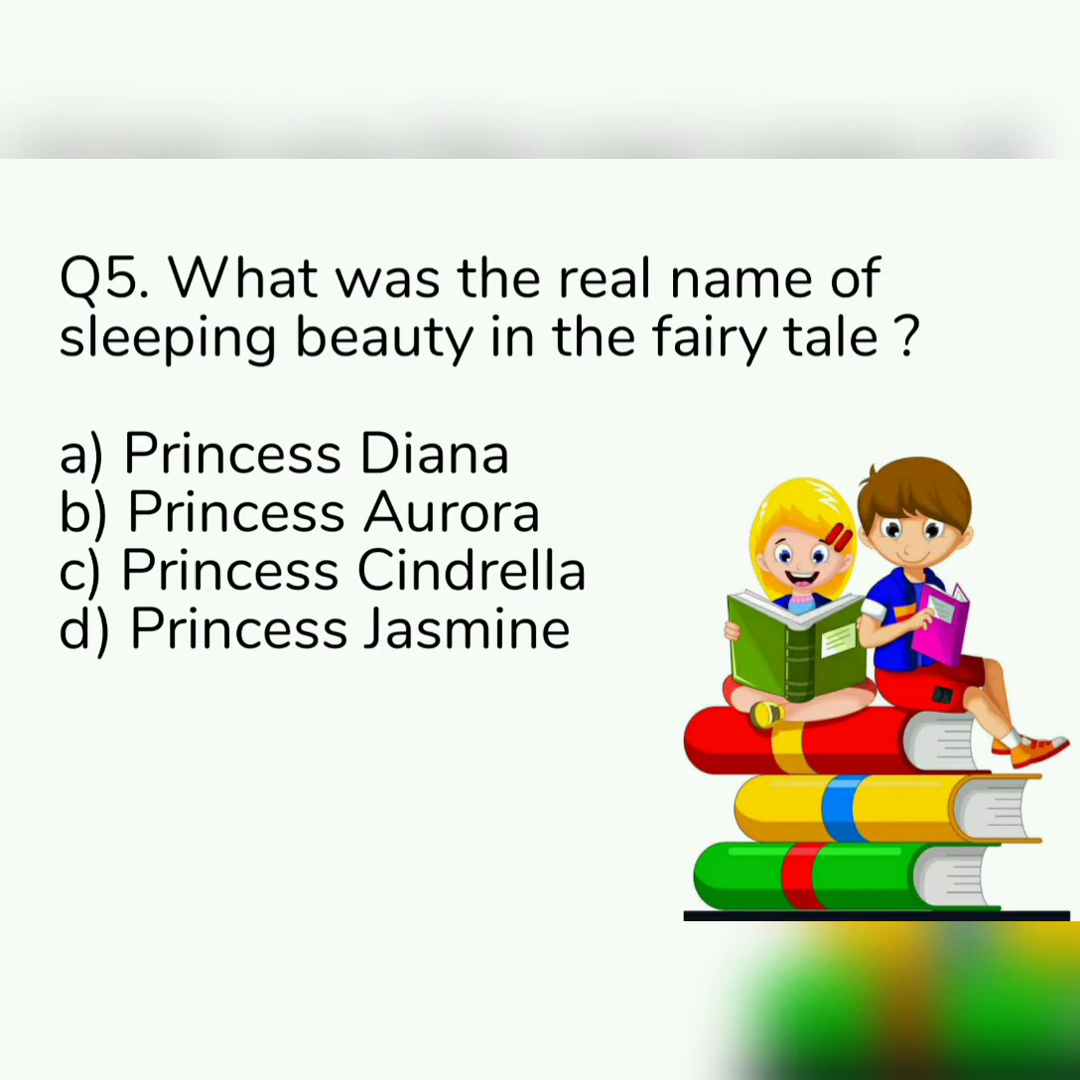 Q5. What was the real name of
sleeping beauty in the fairy tale ?
a) Princess Diana
b) Princess Aurora
c) Princess Cindrella
d) Princess Jasmine